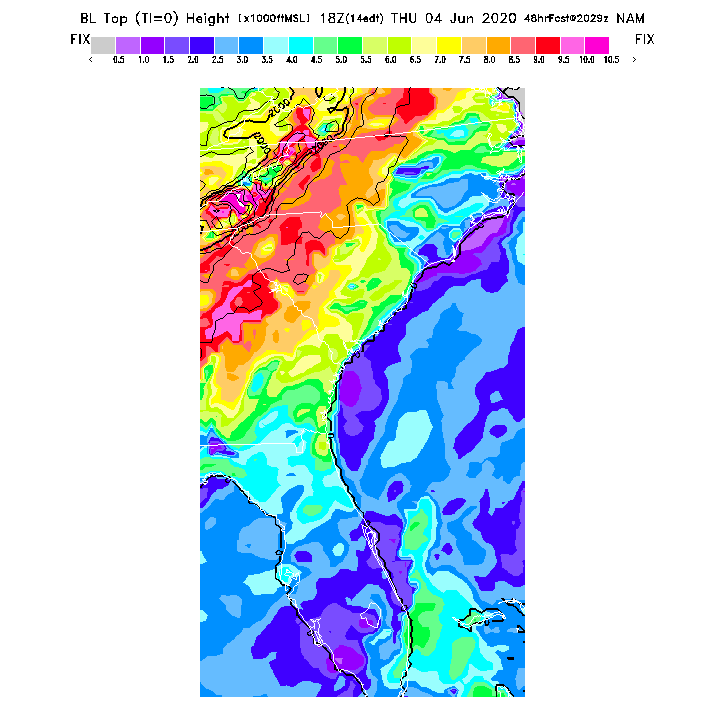 BL Top (TI=0) Height [x1000ftMSL] 18Z(14edt) THU 04 Jun 2020 48hrFcst@2029z NAM
FIX FIX
< 0.5 1.0 1.5 2.0 2.5 3.0 3.5 4.0 4.5 5.0 5.5 6.0 6.5 7.0 7.5 8.0 8.5 9.0 9.5 10.0 10.5 >
2000
2000